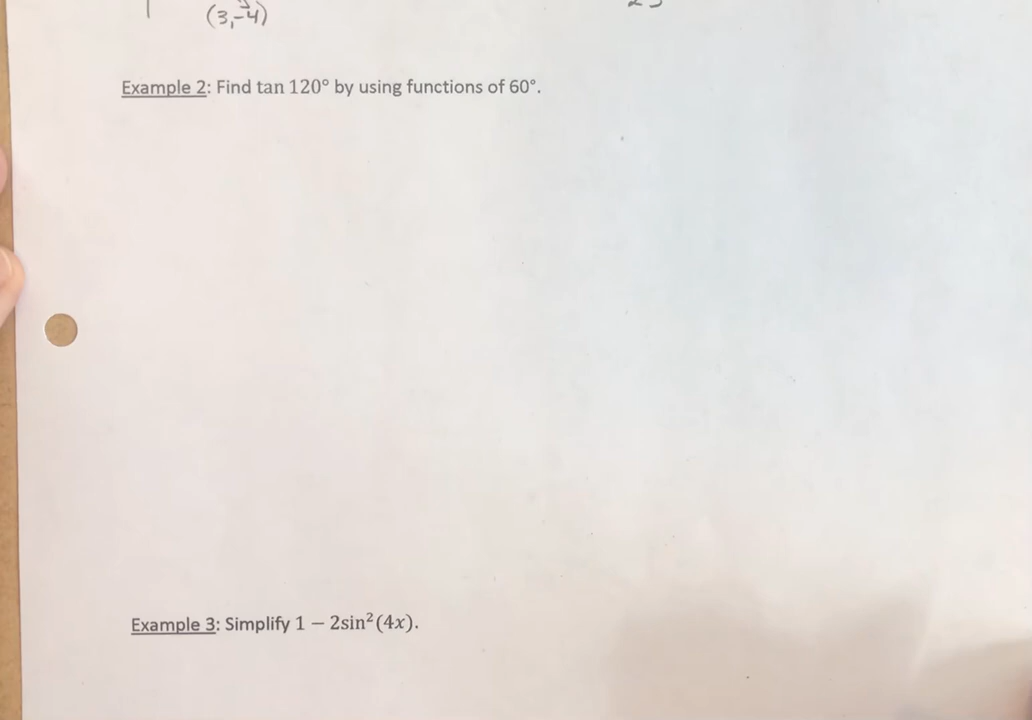 (3,-4)
Example 2: Find tan 120° by using functions of 60°.
Example 3: Simplify 1 − 2sin²(4x).